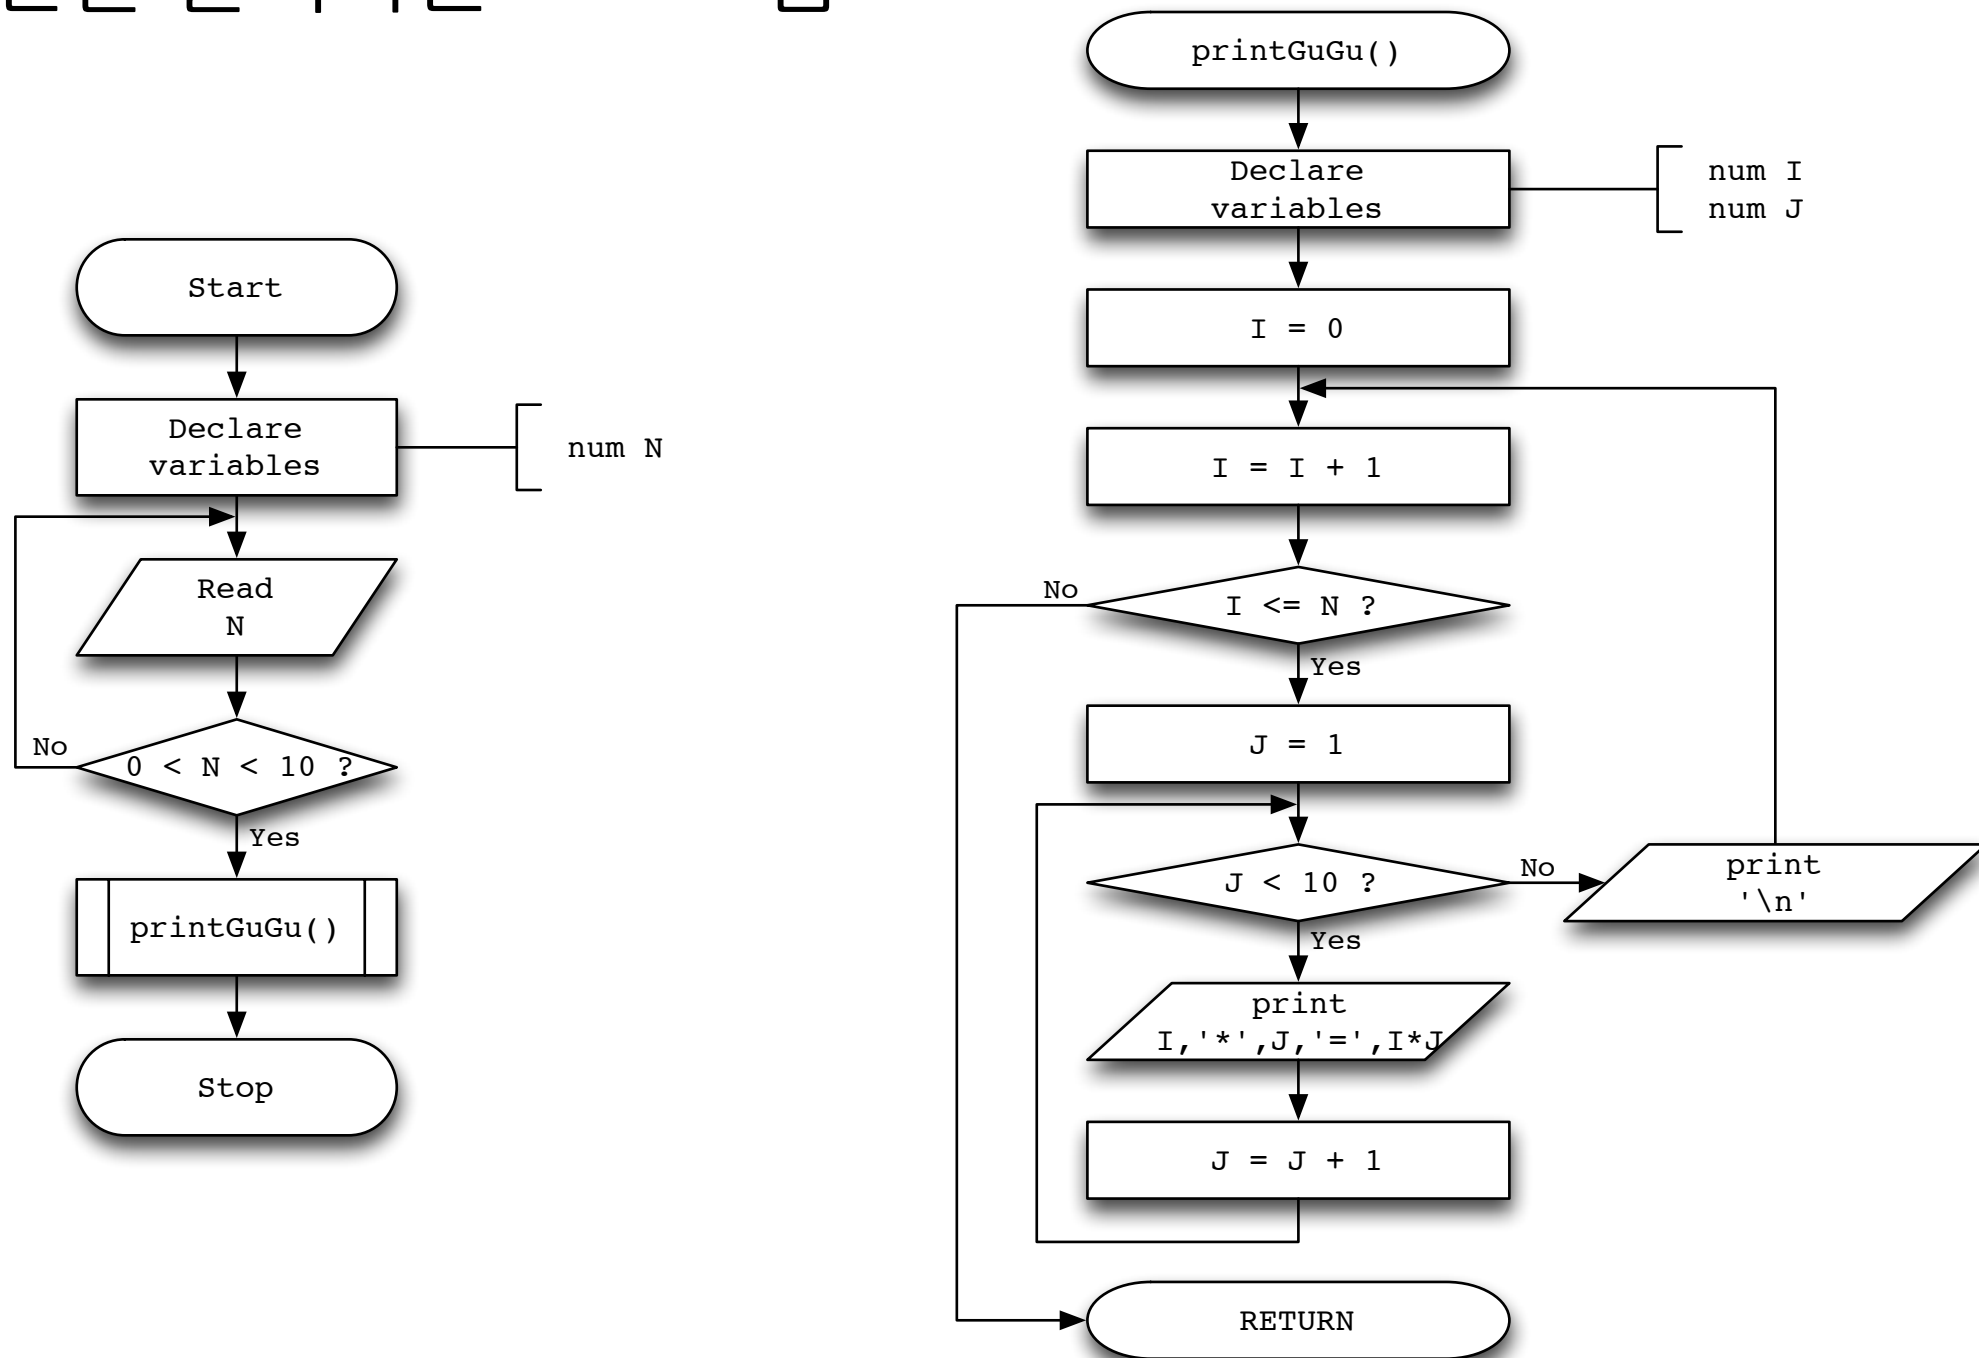 Start
Declare
variables
num N
Read
N
No
0 < N < 10 ?
Yes
printGuGu()
Stop
printGuGu()
Declare
variables
num I
num J
I = 0
I = I + 1
No
I <= N ?
Yes
J = 1
J < 10 ?
No
print
'\n'
Yes
print
I,'*',J,'=',I*J
J = J + 1
RETURN